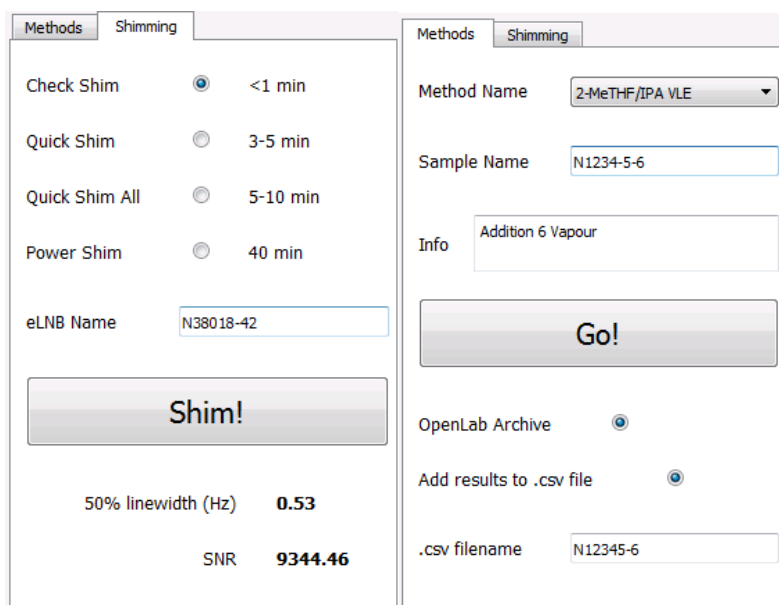 Methods Shimming
Check Shim <1 min
Quick Shim 3-5 min
Quick Shim All 5-10 min
Power Shim 40 min
eLNB Name N38018-42
Shim!
50% linewidth (Hz) 0.53
SNR 9344.46
Methods Shimming
Method Name 2-MeTHF/IPA VLE
Sample Name N1234-5-6
Info Addition 6 Vapour
Go!
OpenLab Archive
Add results to .csv file
.csv filename N12345-6